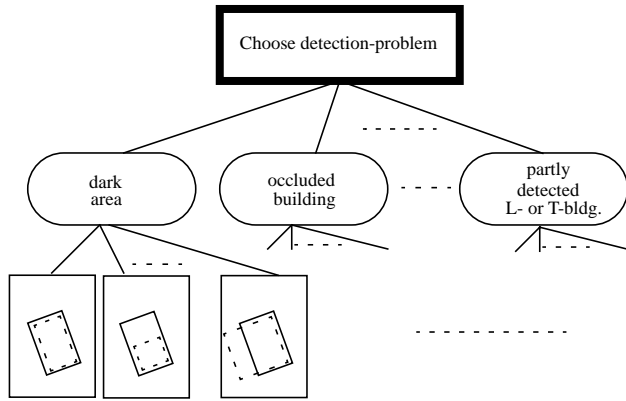 Choose detection-problem
dark
area
occluded
building
partly
detected
L- or T-bldg.